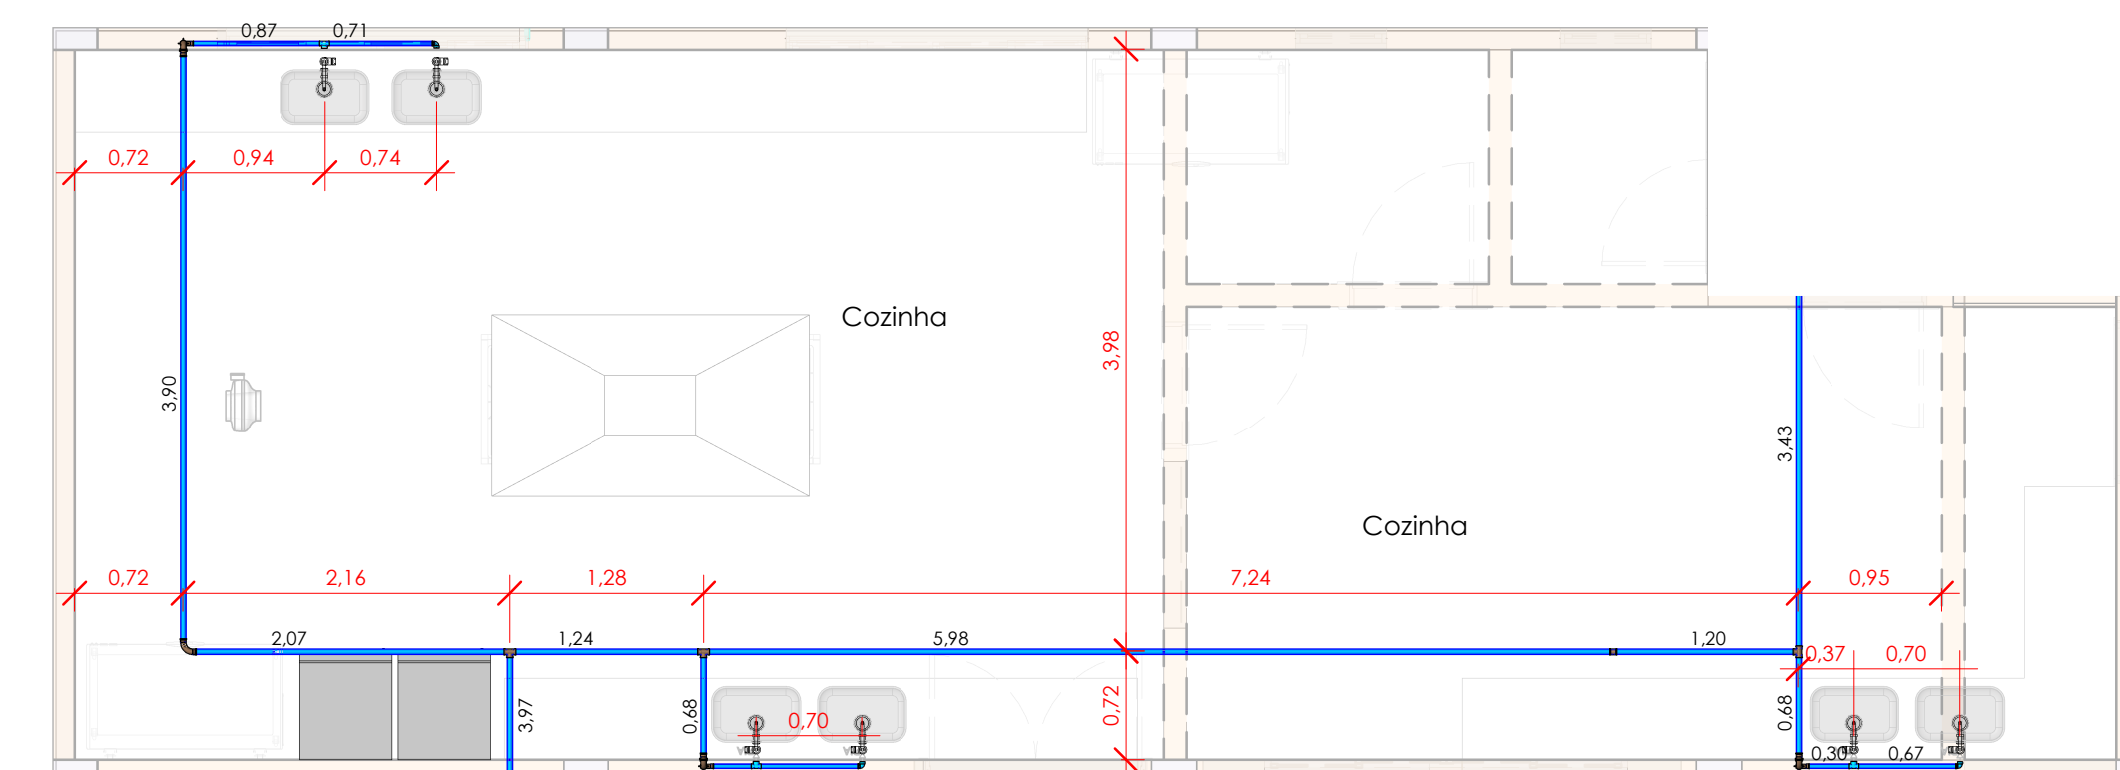 0,87 0,71
0,72 0,94 0,74
Cozinha
3,98
3,90
3,43
Cozinha
0,72 2,16 1,28 7,24 0,95
2,07 1,24 5,98 1,20
0,37 0,70
3,97 0,68 0,70 0,72 0,68
0,30 0,67